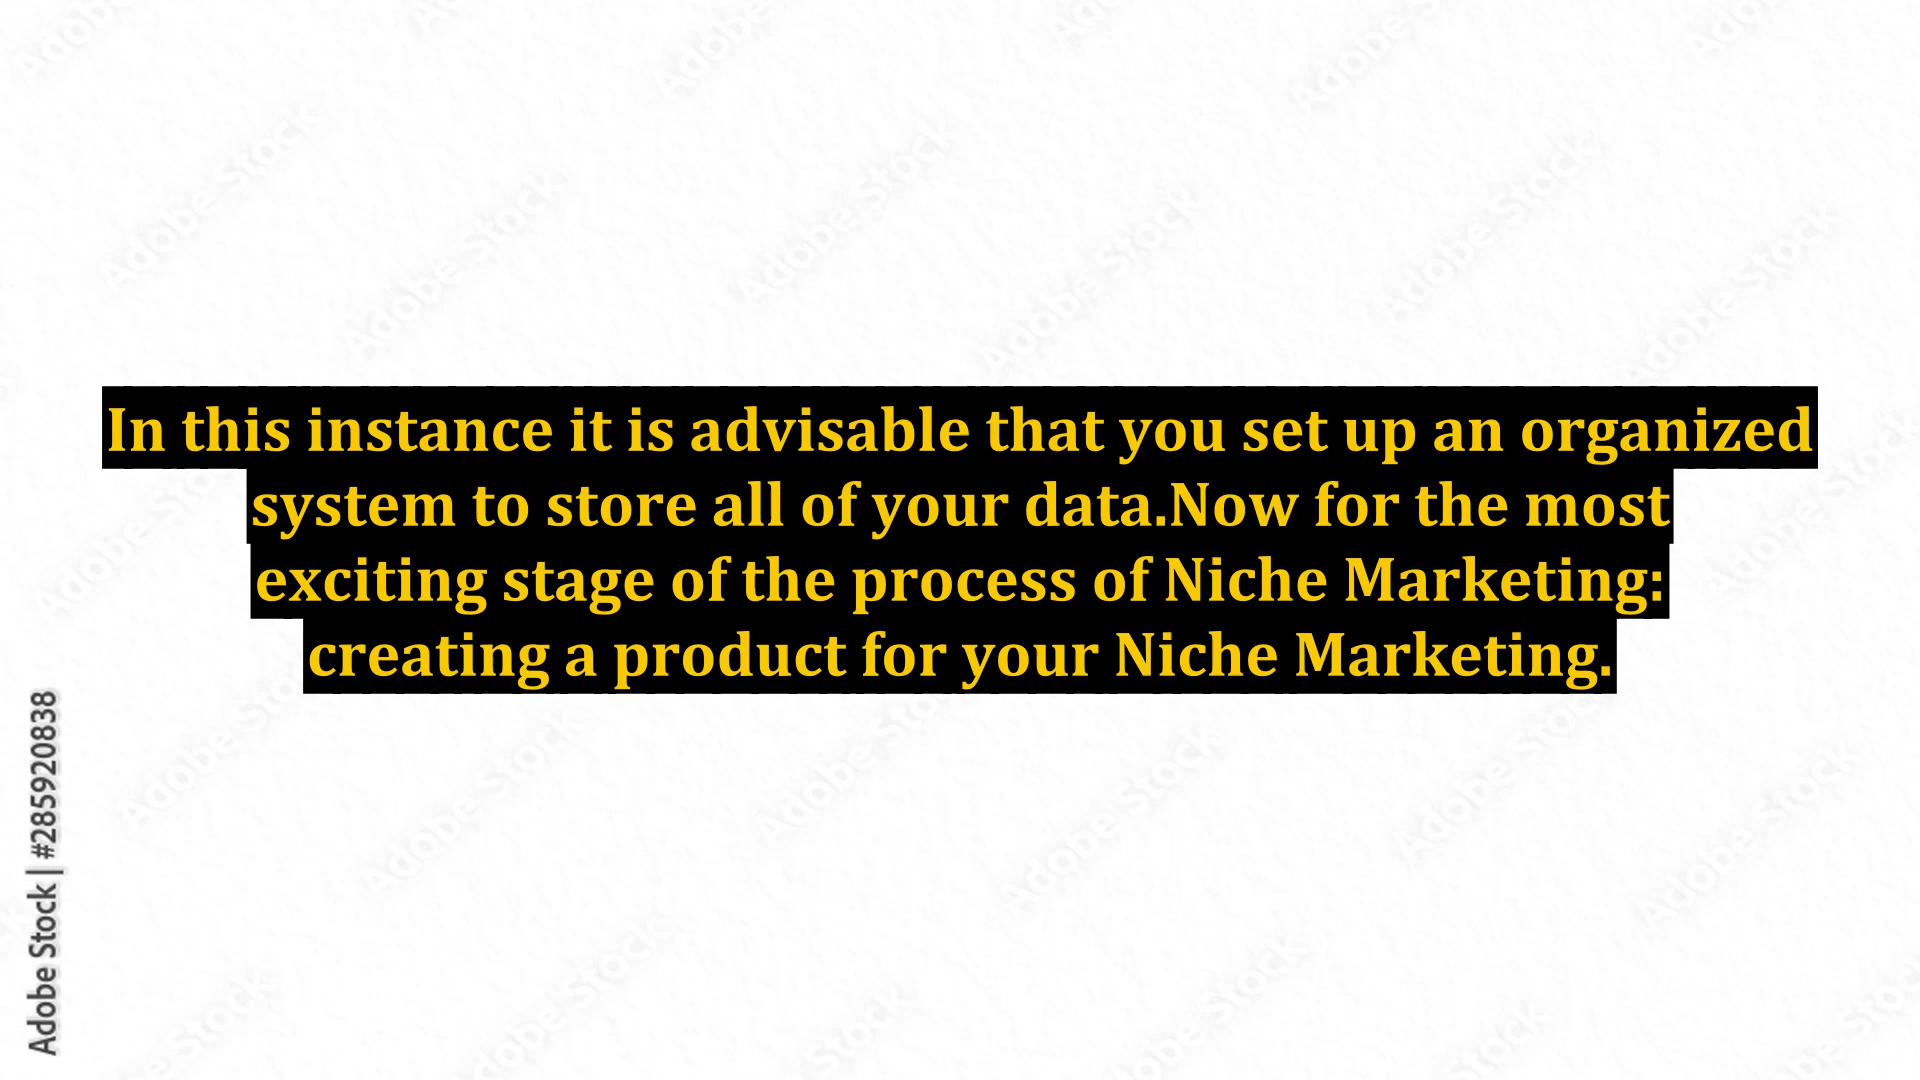 In this instance it is advisable that you set up an organized
system to store all of your data.Now for the most
exciting stage of the process of Niche Marketing:
creating a product for your Niche Marketing.
Adobe Stock | #285920838
Adobe Stock